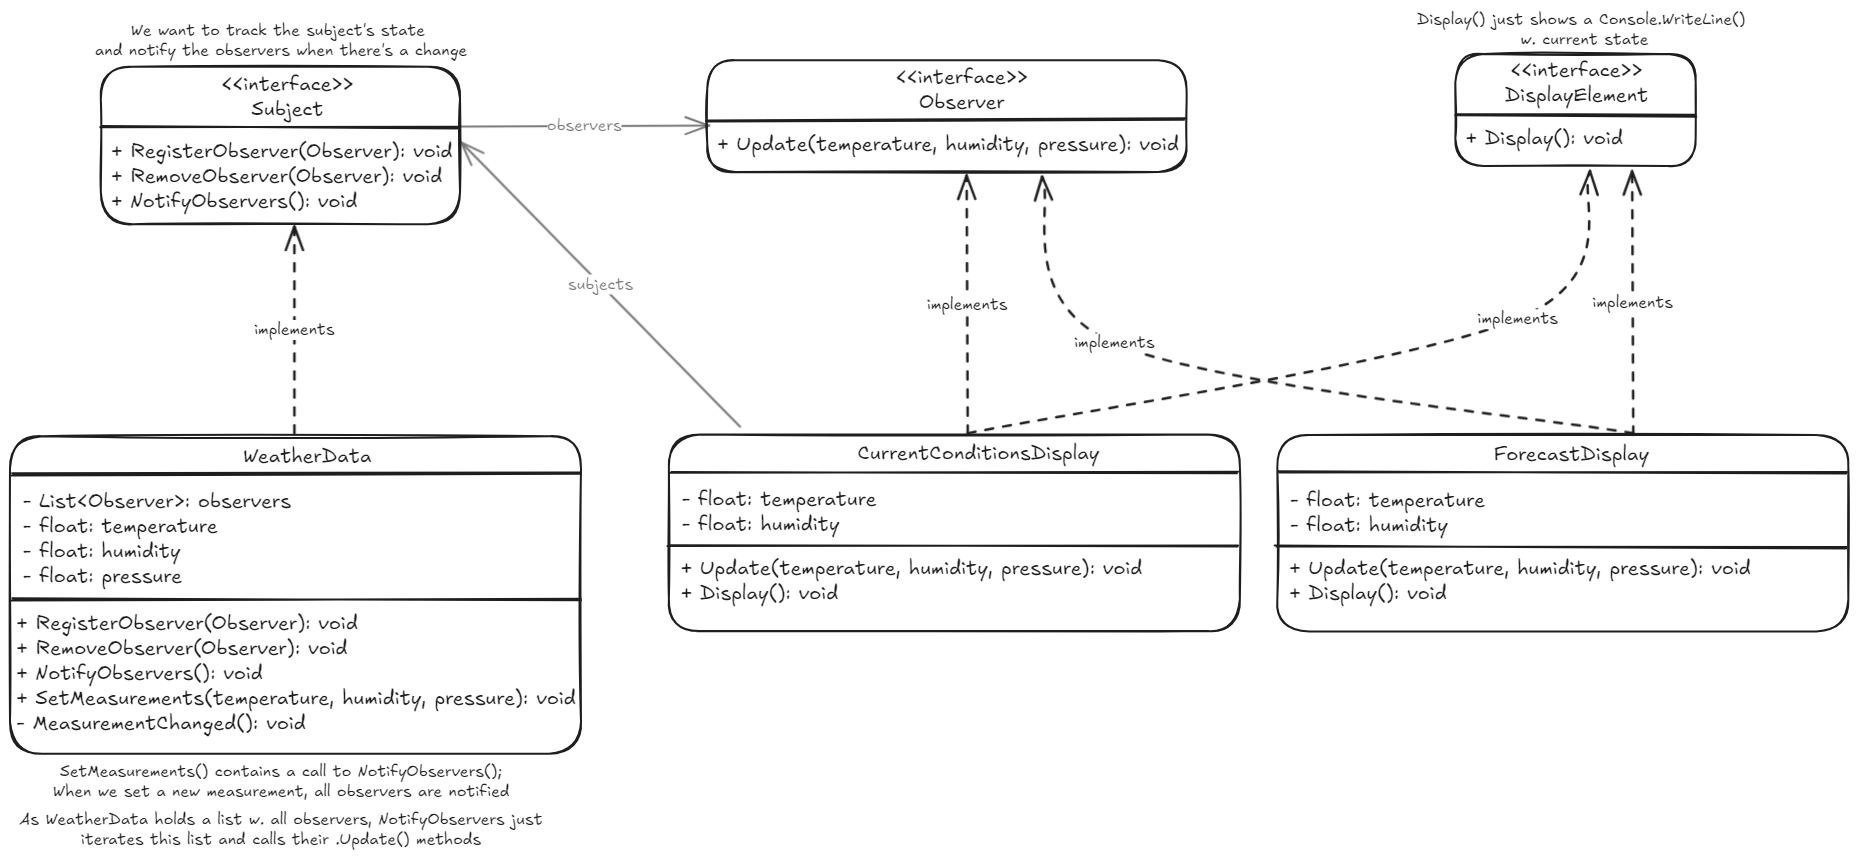 We want to track the subject's state
and notify the observers when there's a change
<<interface>>
Subject
+ RegisterObserver(Observer): void
+ RemoveObserver(Observer): void
+ NotifyObservers(): void
observers
<<interface>>
Observer
+ Update(temperature, humidity, pressure): void
Display() just shows a Console.WriteLine()
w. current state
<<interface>>
DisplayElement
+ Display(): void
implements
subjects
implements
implements
implements
implements
WeatherData
- List<Observer>: observers
- float: temperature
- float: humidity
- float: pressure
+ RegisterObserver(Observer): void
+ RemoveObserver(Observer): void
+ NotifyObservers(): void
+ SetMeasurements(temperature, humidity, pressure): void
- MeasurementChanged(): void
SetMeasurements() contains a call to NotifyObservers();
When we set a new measurement, all observers are notified
As WeatherData holds a list w. all observers, NotifyObservers just
iterates this list and calls their .Update() methods
CurrentConditionsDisplay
- float: temperature
- float: humidity
+ Update(temperature, humidity, pressure): void
+ Display(): void
ForecastDisplay
- float: temperature
- float: humidity
+ Update(temperature, humidity, pressure): void
+ Display(): void